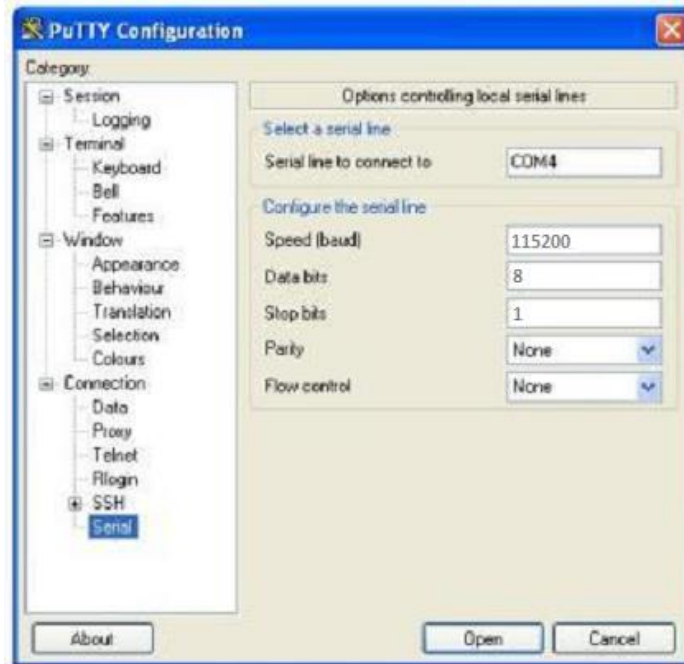 PuTTY Configuration
Category:
Session
Logging
Terminal
Keyboard
Bell
Features
Window
Appearance
Behaviour
Translation
Selection
Colours
Connection
Data
Proxy
Telnet
Rlogin
SSH
Serial
Options controlling local serial lines
Select a serial line
Serial line to connect to COM4
Configure the serial line
Speed (baud) 115200
Data bits 8
Stop bits 1
Parity None
Flow control None
About Open Cancel